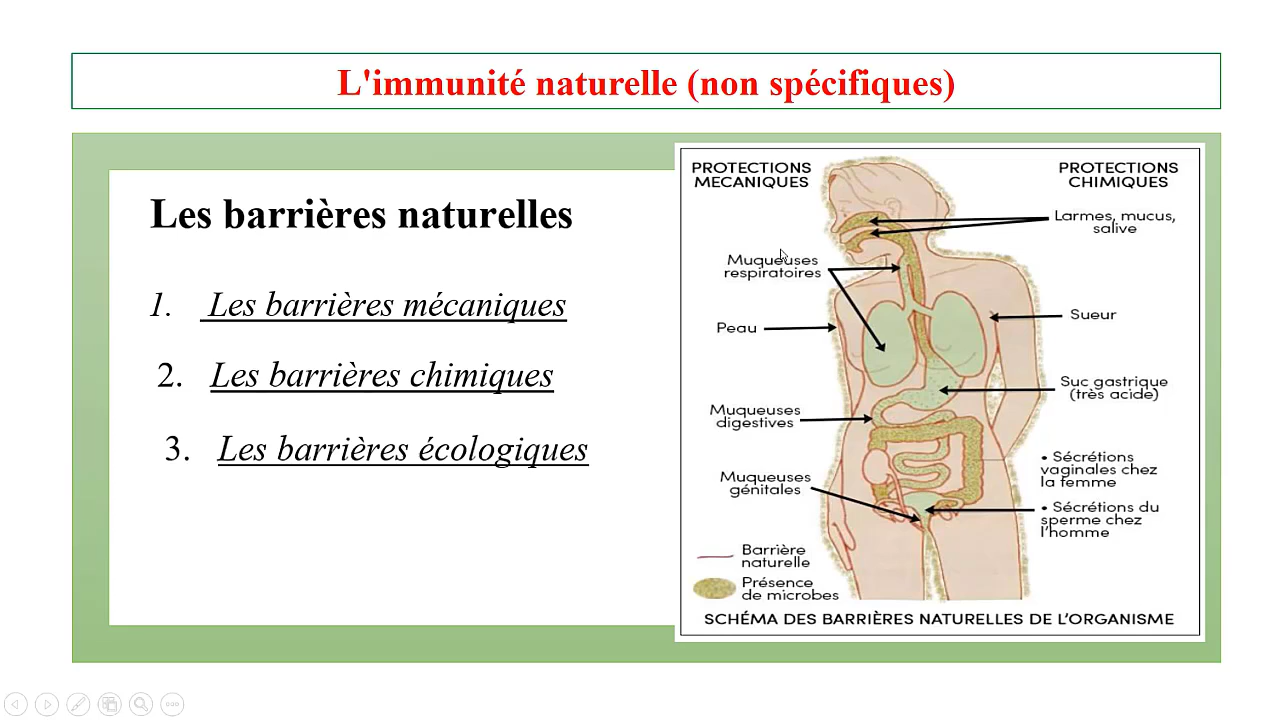 L'immunité naturelle (non spécifiques)
Les barrières naturelles
1. Les barrières mécaniques
2. Les barrières chimiques
3. Les barrières écologiques
PROTECTIONS
MECANIQUES
PROTECTIONS
CHIMIQUES
Larmes, mucus,
salive
Muqueuses
respiratoires
Peau
Sueur
Suc gastrique
(très acide)
Muqueuses
digestives
• Sécrétions
vaginales chez
la femme
Muqueuses
génitales
• Sécrétions du
sperme chez
l'homme
Barrière
naturelle
Présence
de microbes
SCHÉMA DES BARRIÈRES NATURELLES DE L'ORGANISME